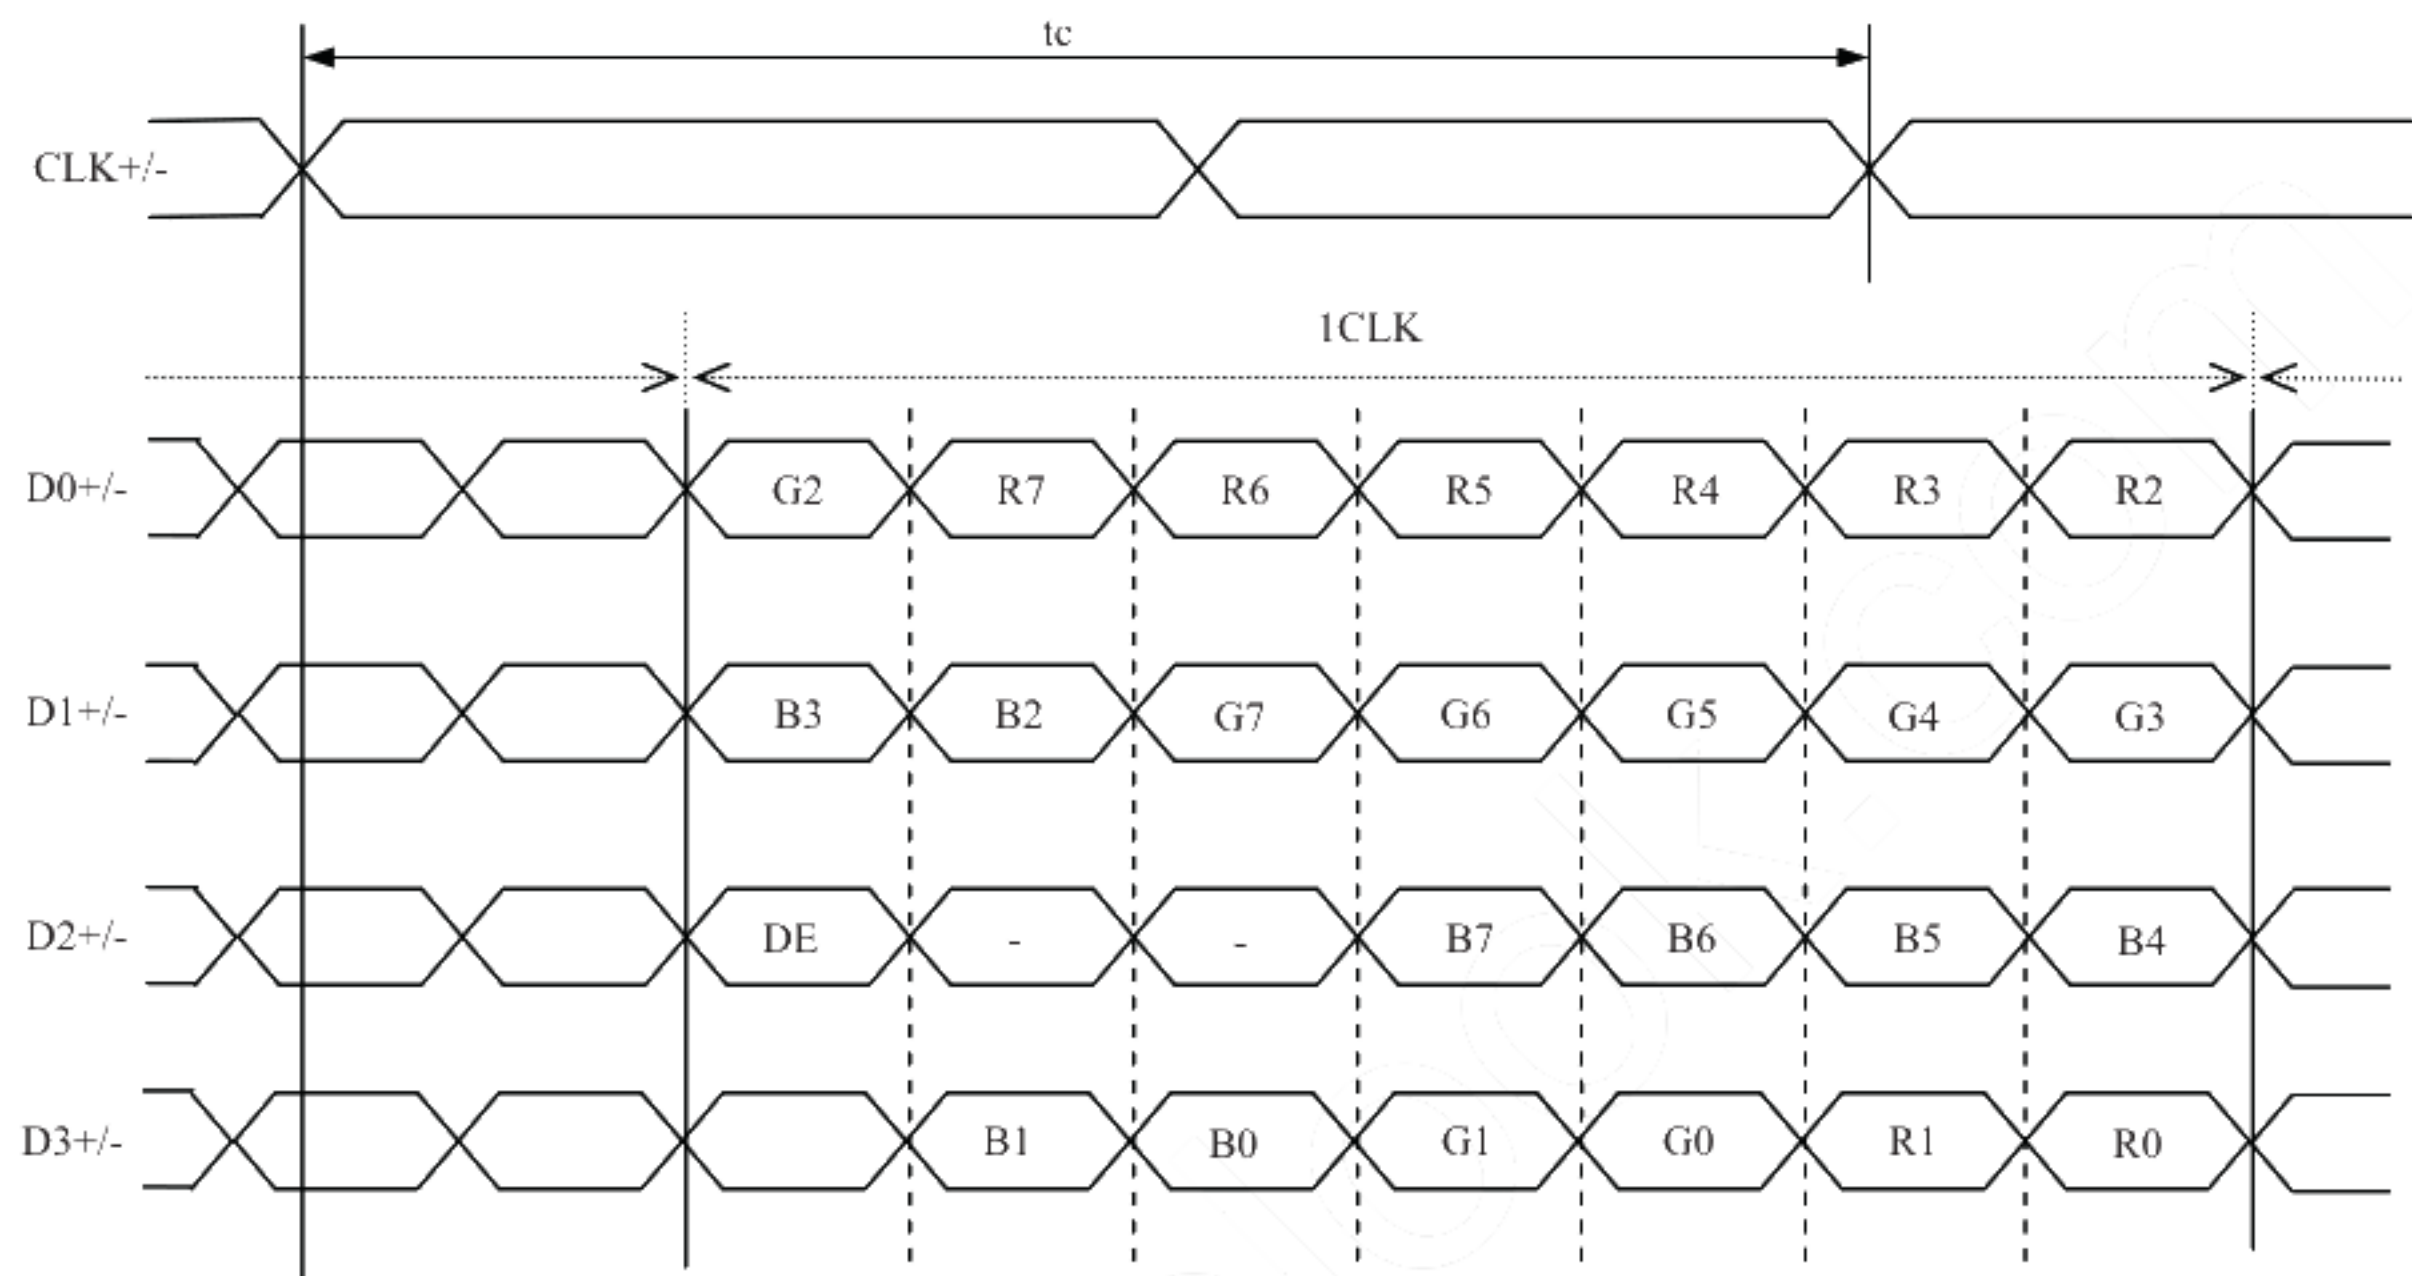 tc
CLK+/-
1CLK
D0+/- G2 R7 R6 R5 R4 R3 R2
D1+/- B3 B2 G7 G6 G5 G4 G3
D2+/- DE - - B7 B6 B5 B4
D3+/- B1 B0 G1 G0 R1 R0